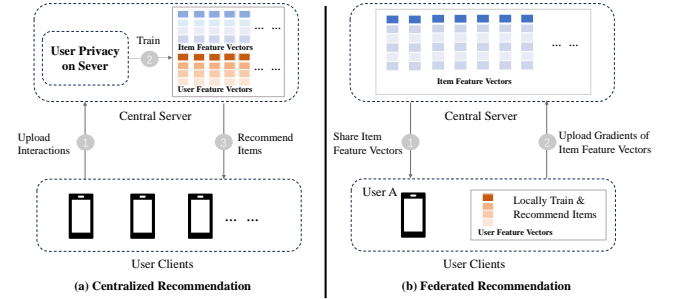 User Privacy
on Sever
Train
2
... ...
Item Feature Vectors
... ...
User Feature Vectors
Central Server
Upload
Interactions
1
3
Recommend
Items
... ...
User Clients
(a) Centralized Recommendation
... ...
Item Feature Vectors
Central Server
Share Item
Feature Vectors
1
2
Upload Gradients of
Item Feature Vectors
User A
Locally Train &
Recommend Items
User Feature Vectors
User Clients
(b) Federated Recommendation